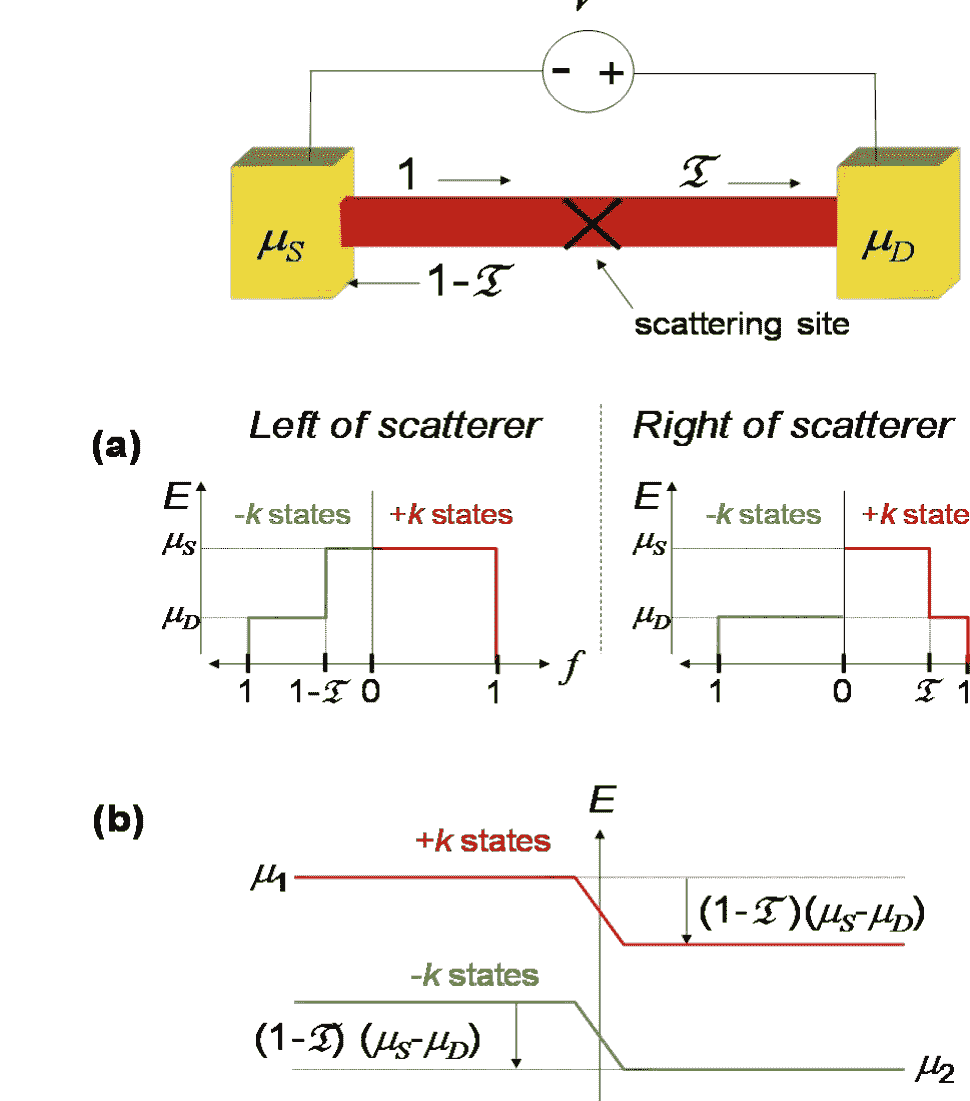 V
- +
1 𝔗
μS μD
1-𝔗
scattering site
(a)
Left of scatterer Right of scatterer
E -k states +k states E -k states +k state
μS μS
μD μD
1 1-𝔗 0 1 f 1 0 𝔗 1
(b)
E
+k states
μ1
(1-𝔗)(μS-μD)
-k states
(1-𝔗) (μS-μD)
μ2